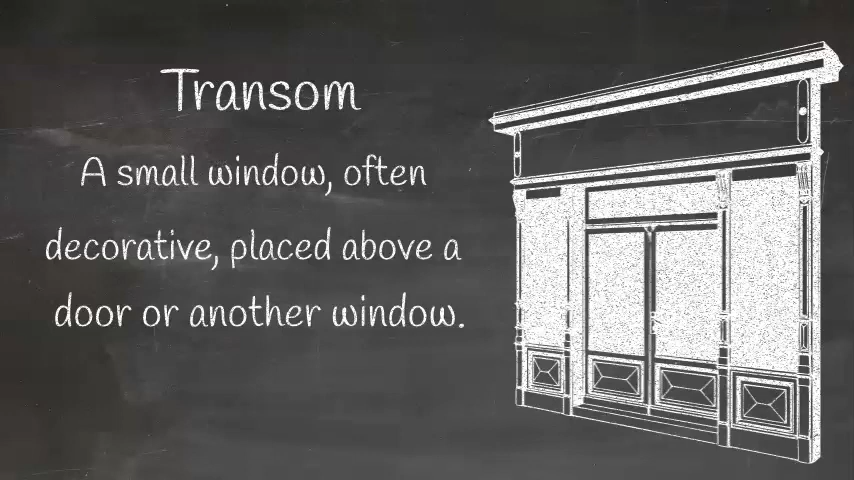 Transom
A small window, often
decorative, placed above a
door or another window.